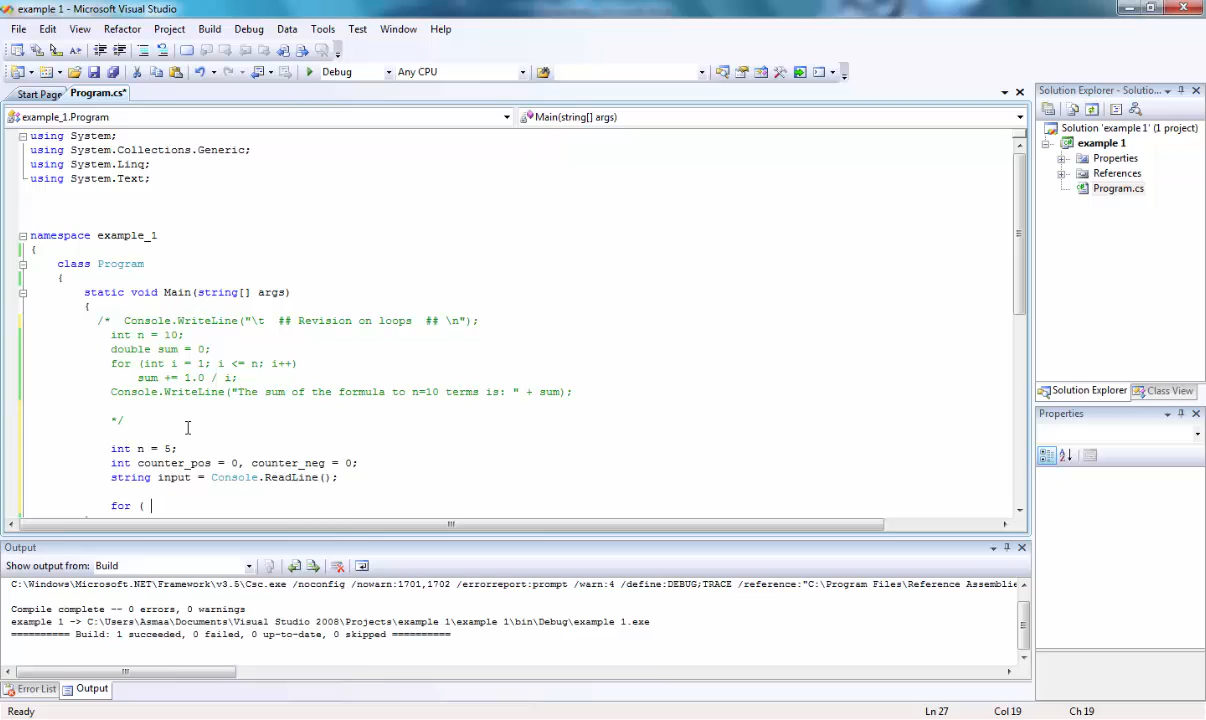 example 1 - Microsoft Visual Studio
File Edit View Refactor Project Build Debug Data Tools Test Window Help
Debug Any CPU
Start Page Program.cs*
example_1.Program Main(string[] args)
using System;
using System.Collections.Generic;
using System.Linq;
using System.Text;
namespace example_1
{
class Program
{
static void Main(string[] args)
{
/* Console.WriteLine("\t ## Revision on loops ## \n");
int n = 10;
double sum = 0;
for (int i = 1; i <= n; i++)
sum += 1.0 / i;
Console.WriteLine("The sum of the formula to n=10 terms is: " + sum);
*/
int n = 5;
int counter_pos = 0, counter_neg = 0;
string input = Console.ReadLine();
for (
Solution Explorer - Solutio...
Solution 'example 1' (1 project)
example 1
Properties
References
Program.cs
Solution Explorer Class View
Properties
Output
Show output from: Build
C:\Windows\Microsoft.NET\Framework\v3.5\Csc.exe /noconfig /nowarn:1701,1702 /errorreport:prompt /warn:4 /define:DEBUG;TRACE /reference:"C:\Program Files\Reference Assemblie
Compile complete -- 0 errors, 0 warnings
example 1 -> C:\Users\Asmaa\Documents\Visual Studio 2008\Projects\example 1\example 1\bin\Debug\example 1.exe
========== Build: 1 succeeded, 0 failed, 0 up-to-date, 0 skipped ==========
Error List Output
Ready Ln 27 Col 19 Ch 19